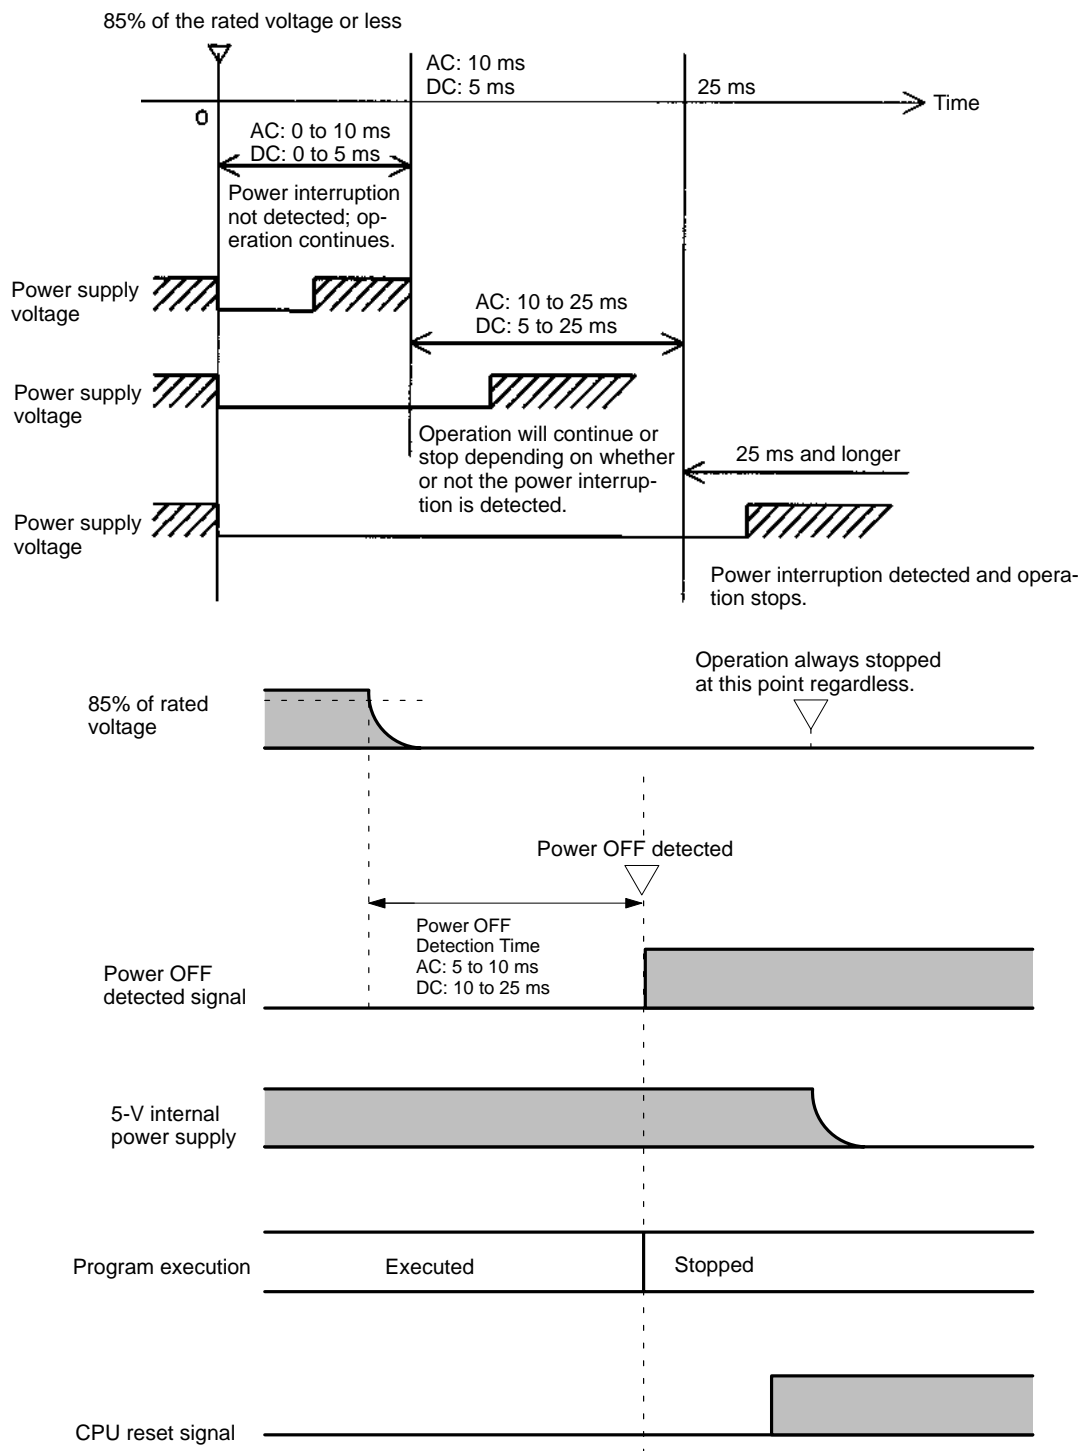 85% of the rated voltage or less
AC: 10 ms
DC: 5 ms
25 ms
Time
0
AC: 0 to 10 ms
DC: 0 to 5 ms
Power interruption
not detected; op-
eration continues.
Power supply
voltage
AC: 10 to 25 ms
DC: 5 to 25 ms
Power supply
voltage
Operation will continue or
stop depending on whether
or not the power interrup-
tion is detected.
25 ms and longer
Power supply
voltage
Power interruption detected and opera-
tion stops.
Operation always stopped
at this point regardless.
85% of rated
voltage
Power OFF detected
Power OFF
Detection Time
AC: 5 to 10 ms
DC: 10 to 25 ms
Power OFF
detected signal
5-V internal
power supply
Program execution
Executed
Stopped
CPU reset signal